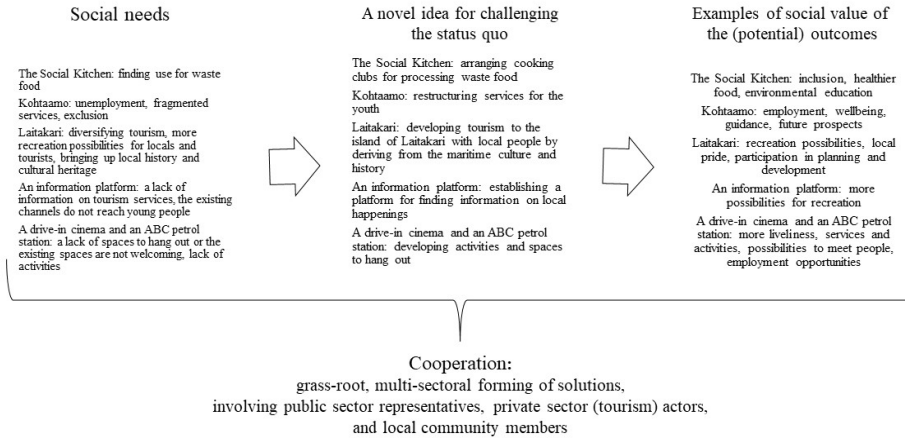 Social needs
The Social Kitchen: finding use for waste
food
Kohtaamo: unemployment, fragmented
services, exclusion
Laitakari: diversifying tourism, more
recreation possibilities for locals and
tourists, bringing up local history and
cultural heritage
An information platform: a lack of
information on tourism services, the existing
channels do not reach young people
A drive-in cinema and an ABC petrol
station: a lack of spaces to hang out or the
existing spaces are not welcoming, lack of
activities
A novel idea for challenging
the status quo
The Social Kitchen: arranging cooking
clubs for processing waste food
Kohtaamo: restructuring services for the
youth
Laitakari: developing tourism to the
island of Laitakari with local people by
deriving from the maritime culture and
history
An information platform: establishing a
platform for finding information on local
happenings
A drive-in cinema and an ABC petrol
station: developing activities and spaces
to hang out
Examples of social value of
the (potential) outcomes
The Social Kitchen: inclusion, healthier
food, environmental education
Kohtaamo: employment, wellbeing,
guidance, future prospects
Laitakari: recreation possibilities, local
pride, participation in planning and
development
An information platform: more
possibilities for recreation
A drive-in cinema and an ABC petrol
station: more liveliness, services and
activities, possibilities to meet people,
employment opportunities
Cooperation:
grass-root, multi-sectoral forming of solutions,
involving public sector representatives, private sector (tourism) actors,
and local community members